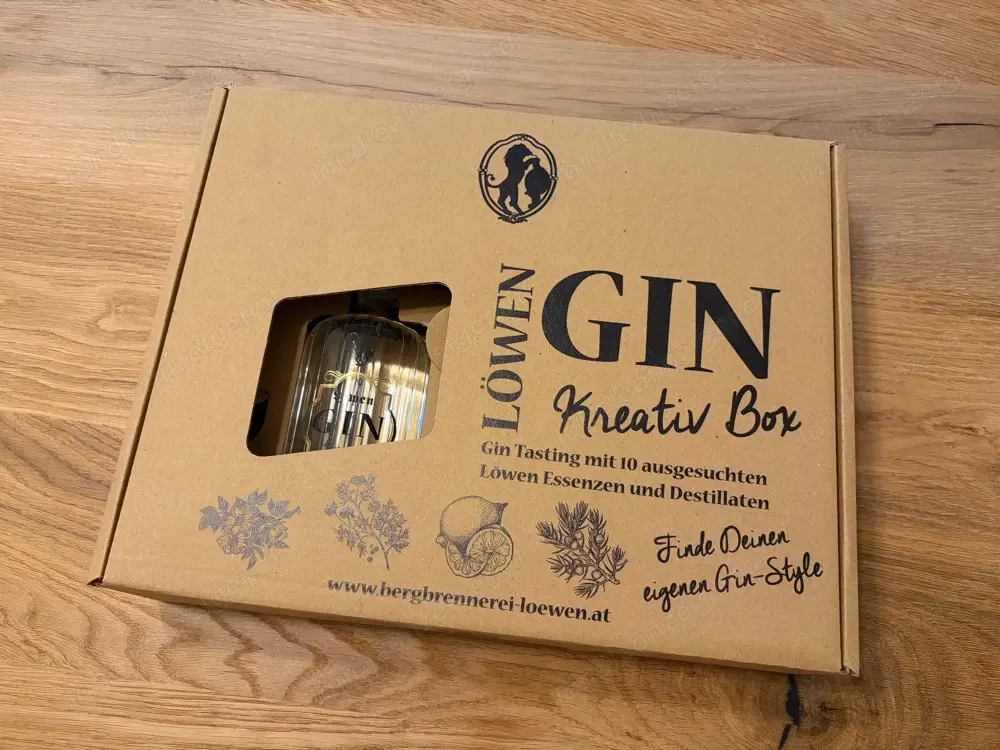 LÖWEN
GIN
Kreativ Box
Gin Tasting mit 10 ausgesuchten
Löwen Essenzen und Destillaten
GIN
Finde Deinen
eigenen Gin-Style
www.bergbrennerei-loewen.at